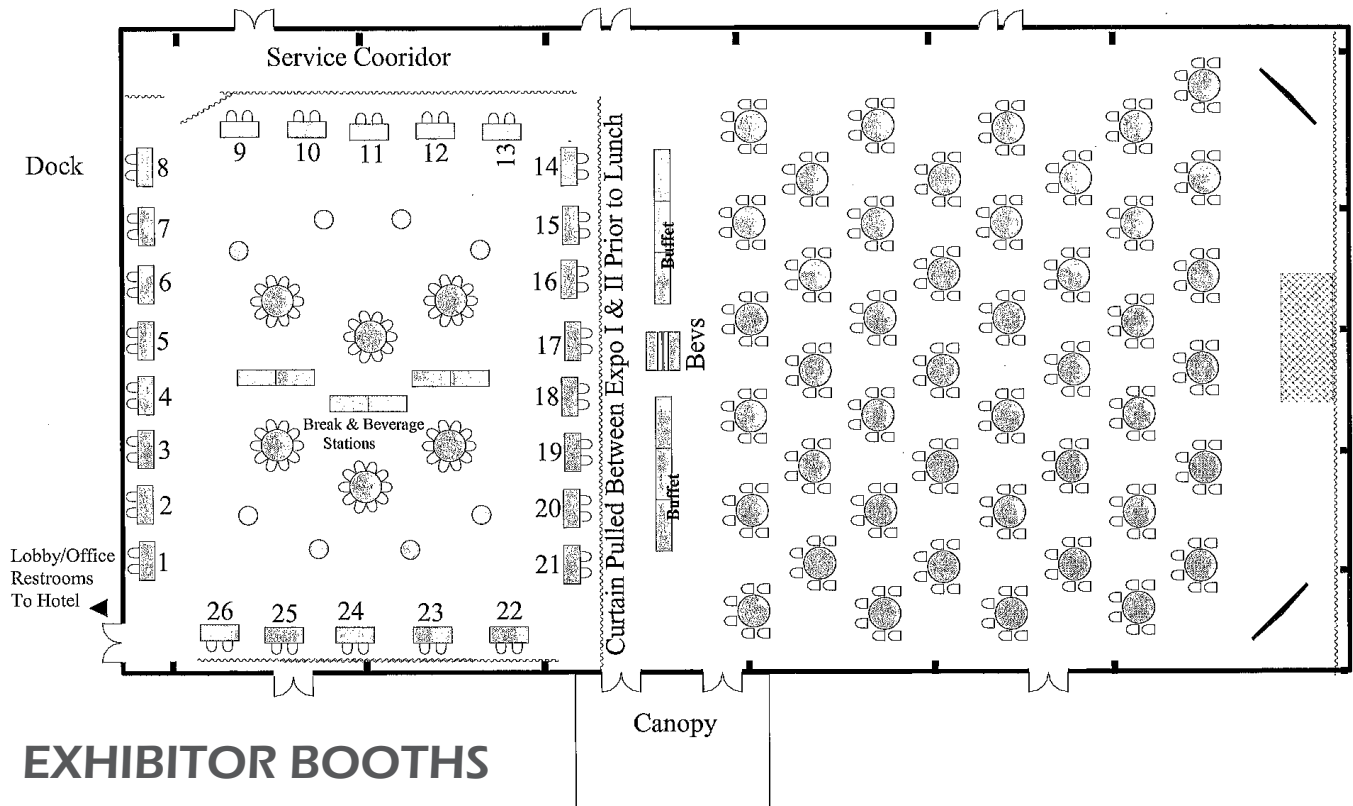 Service Cooridor
9 10 11 12 13
Dock
8
7
6
5
4
3
2
1
14
15
16
17
18
19
20
21
Break & Beverage
Stations
Lobby/Office
Restrooms
To Hotel
26 25 24 23 22
Curtain Pulled Between Expo I & II Prior to Lunch
Buffet
Bevs
Buffet
Canopy
EXHIBITOR BOOTHS